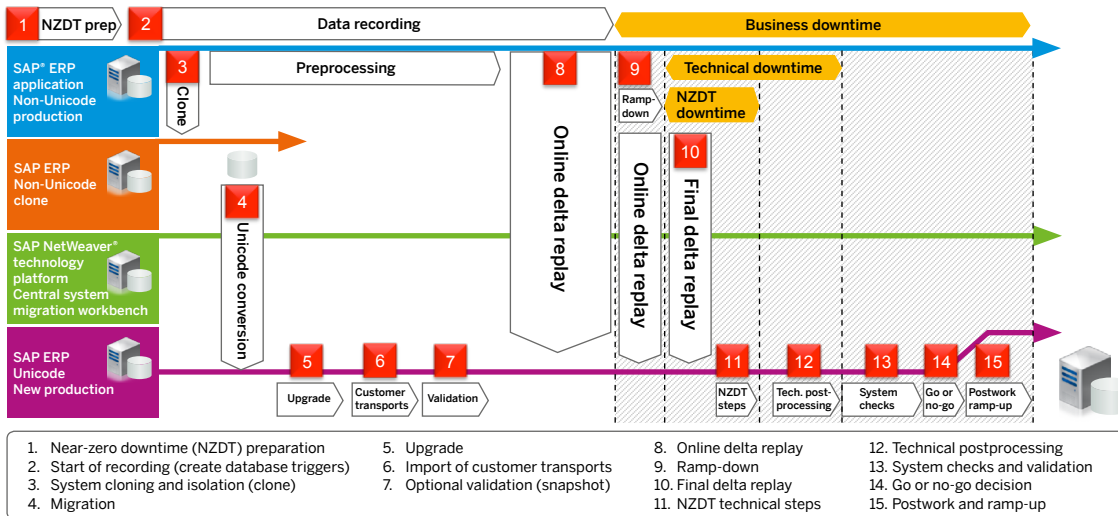 1 NZDT prep
2 Data recording
Business downtime
SAP® ERP
application
Non-Unicode
production
3
Clone
Preprocessing
8
Online delta replay
9
Ramp-
down
Technical downtime
NZDT
downtime
SAP ERP
Non-Unicode
clone
4
Unicode conversion
Online delta replay
10
Final delta replay
SAP NetWeaver®
technology
platform
Central system
migration workbench
SAP ERP
Unicode
New production
5
Upgrade
6
Customer
transports
7
Validation
11
NZDT
steps
12
Tech. post-
processing
13
System
checks
14
Go or
no-go
15
Postwork
ramp-up
1. Near-zero downtime (NZDT) preparation
2. Start of recording (create database triggers)
3. System cloning and isolation (clone)
4. Migration
5. Upgrade
6. Import of customer transports
7. Optional validation (snapshot)
8. Online delta replay
9. Ramp-down
10. Final delta replay
11. NZDT technical steps
12. Technical postprocessing
13. System checks and validation
14. Go or no-go decision
15. Postwork and ramp-up